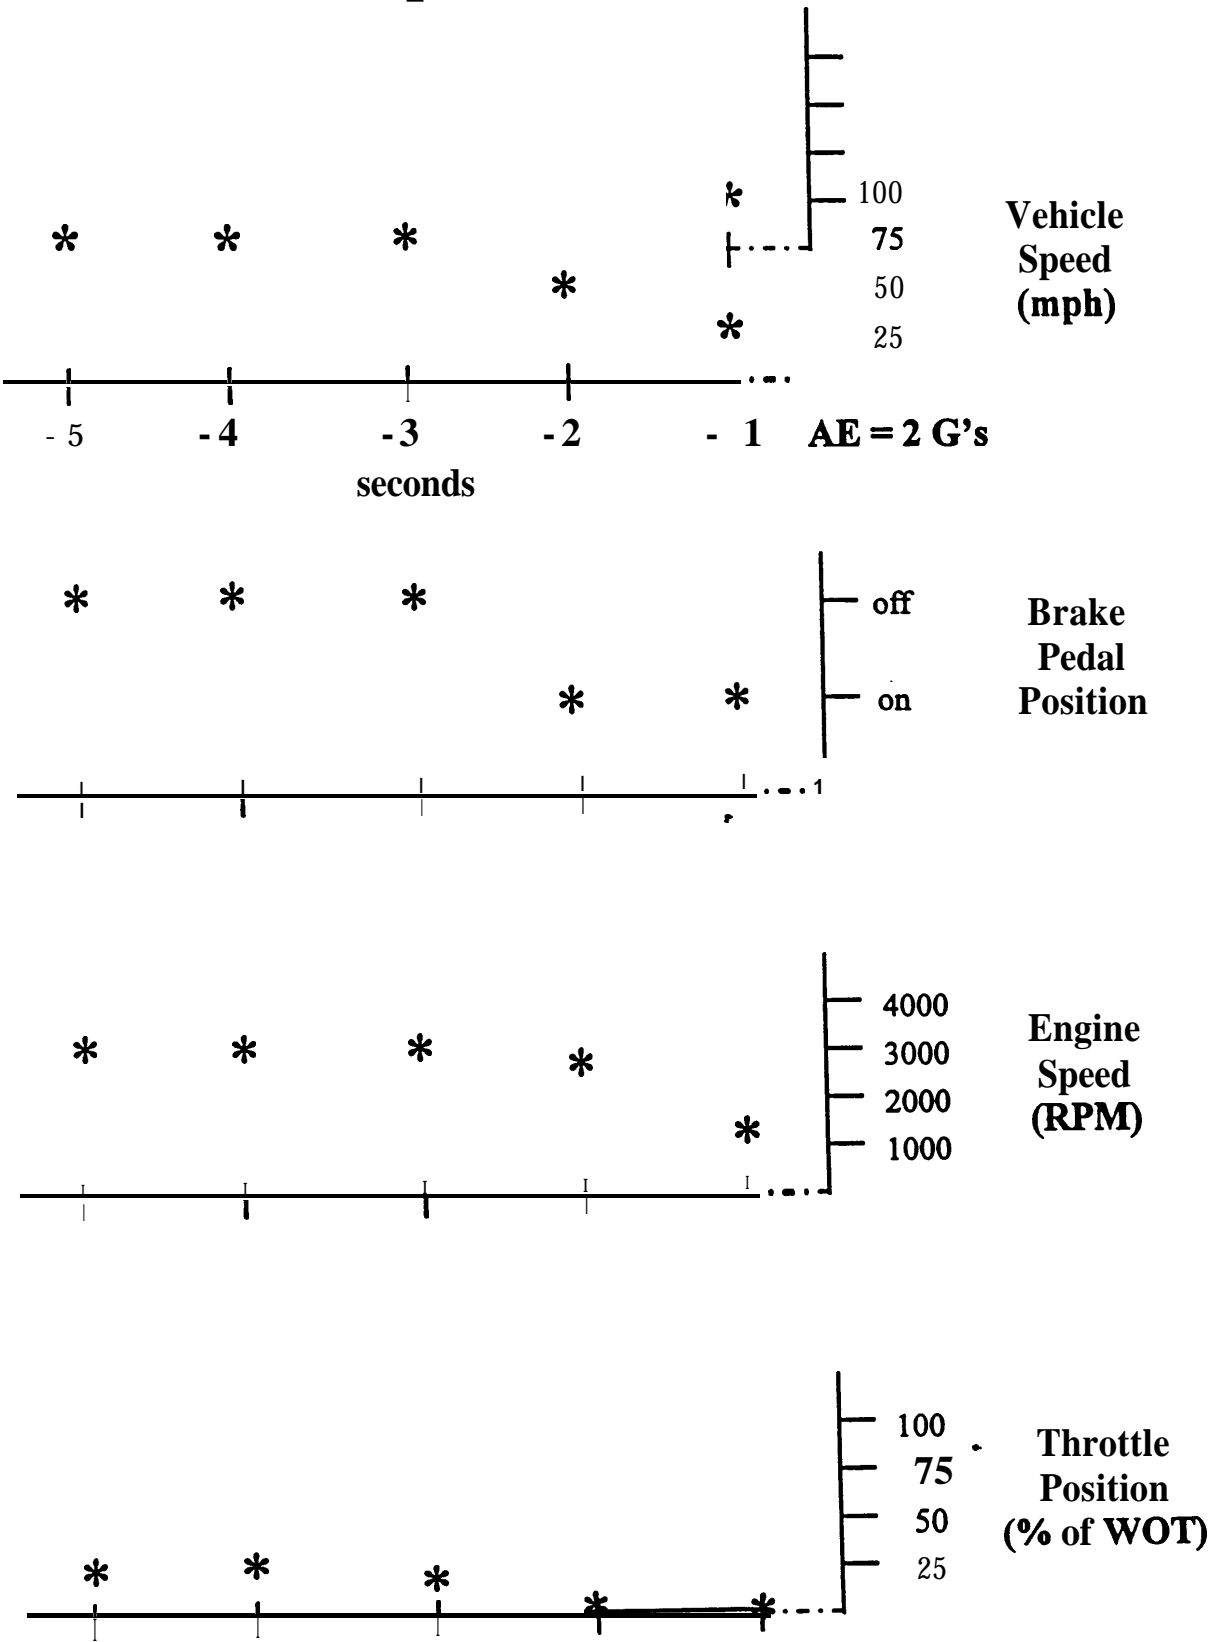 100
75
50
25
Vehicle
Speed
(mph)
- 5 - 4 - 3 - 2 - 1 AE = 2 G's
seconds
off
on
Brake
Pedal
Position
1
4000
3000
2000
1000
Engine
Speed
(RPM)
100
75
50
25
Throttle
Position
(% of WOT)